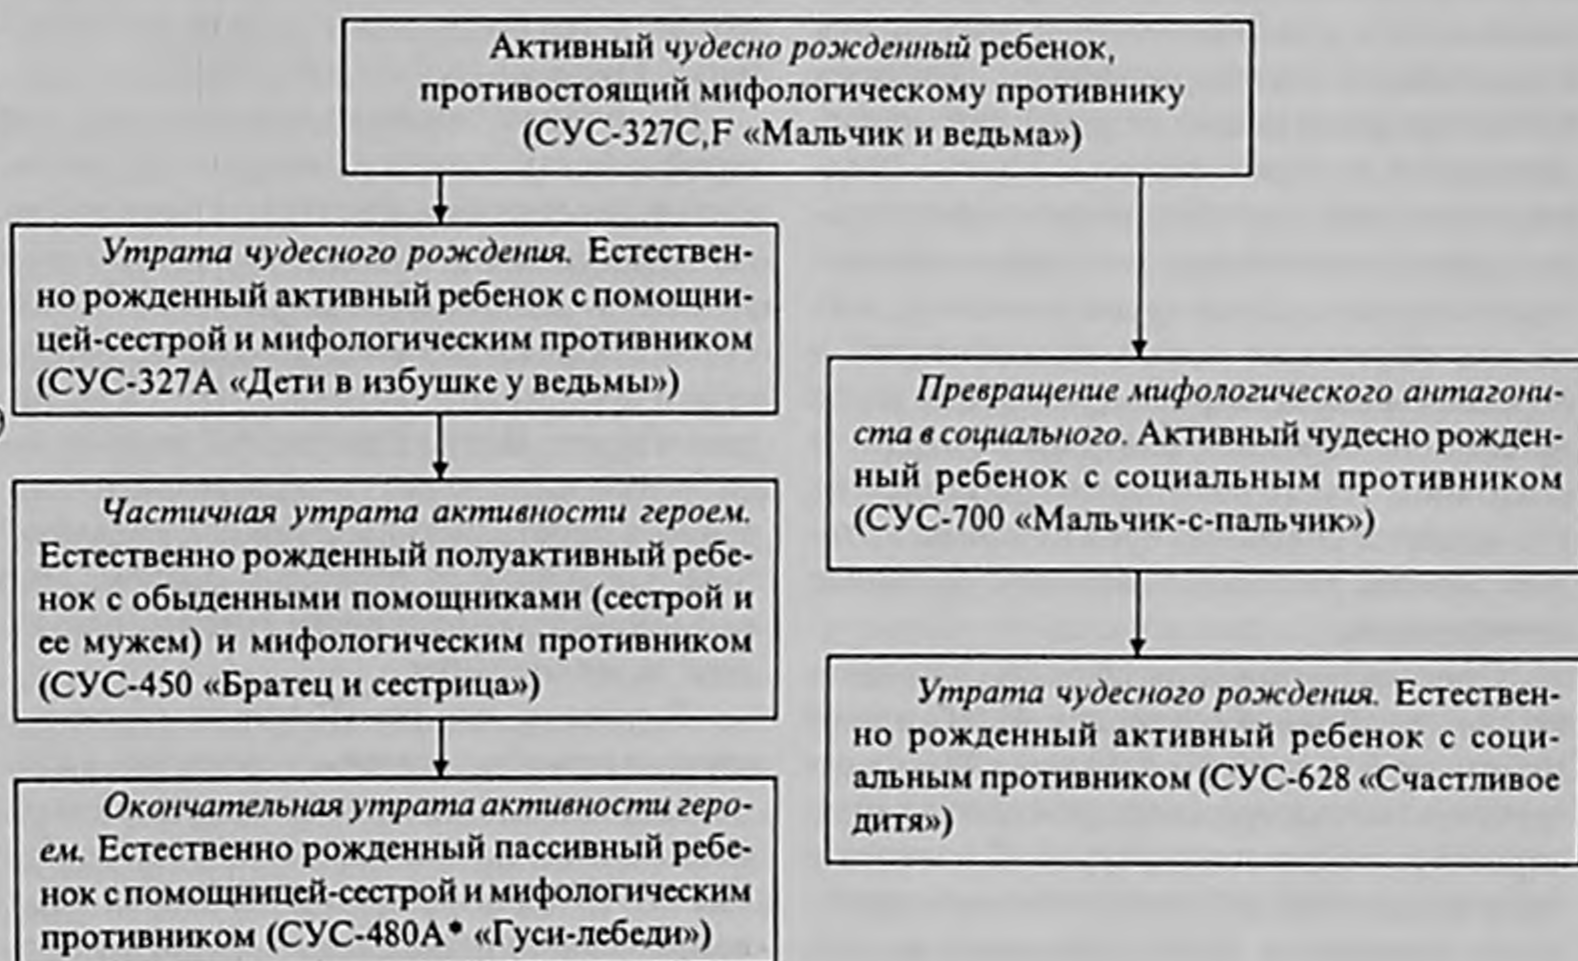 Активный чудесно рожденный ребенок,
противостоящий мифологическому противнику
(СУС-327C,F «Мальчик и ведьма»)
Утрата чудесного рождения. Естествен-
но рожденный активный ребенок с помощни-
цей-сестрой и мифологическим противником
(СУС-327А «Дети в избушке у ведьмы»)
)
Частичная утрата активности героем.
Естественно рожденный полуактивный ребе-
нок с обыденными помощниками (сестрой и
ее мужем) и мифологическим противником
(СУС-450 «Братец и сестрица»)
Окончательная утрата активности геро-
ем. Естественно рожденный пассивный ребе-
нок с помощницей-сестрой и мифологическим
противником (СУС-480А* «Гуси-лебеди»)
Превращение мифологического антагони-
ста в социального. Активный чудесно рожден-
ный ребенок с социальным противником
(СУС-700 «Мальчик-с-пальчик»)
Утрата чудесного рождения. Естествен-
но рожденный активный ребенок с соци-
альным противником (СУС-628 «Счастливое
дитя»)